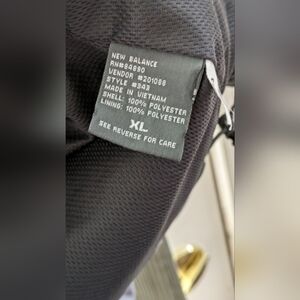 NEW BALANCE
RN#64690
VENDOR #201086
STYLE #343
MADE IN VIETNAM
SHELL: 100% POLYESTER
LINING: 100% POLYESTER
XL
SEE REVERSE FOR CARE